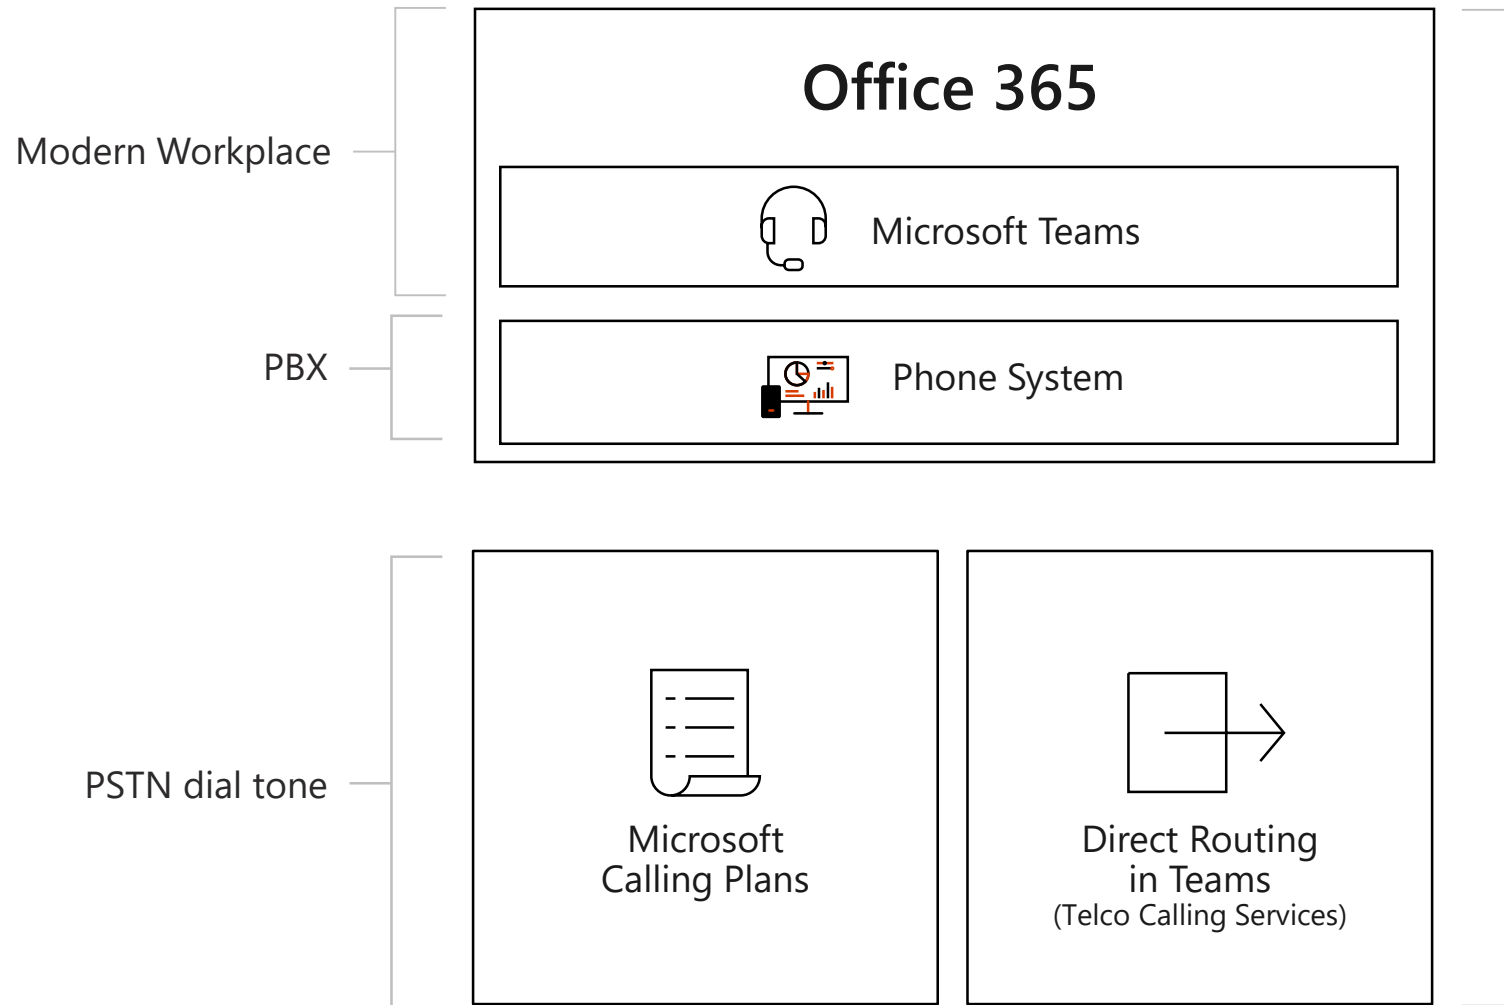 Office 365
Modern Workplace
Microsoft Teams
PBX
Phone System
PSTN dial tone
Microsoft
Calling Plans
Direct Routing
in Teams
(Telco Calling Services)